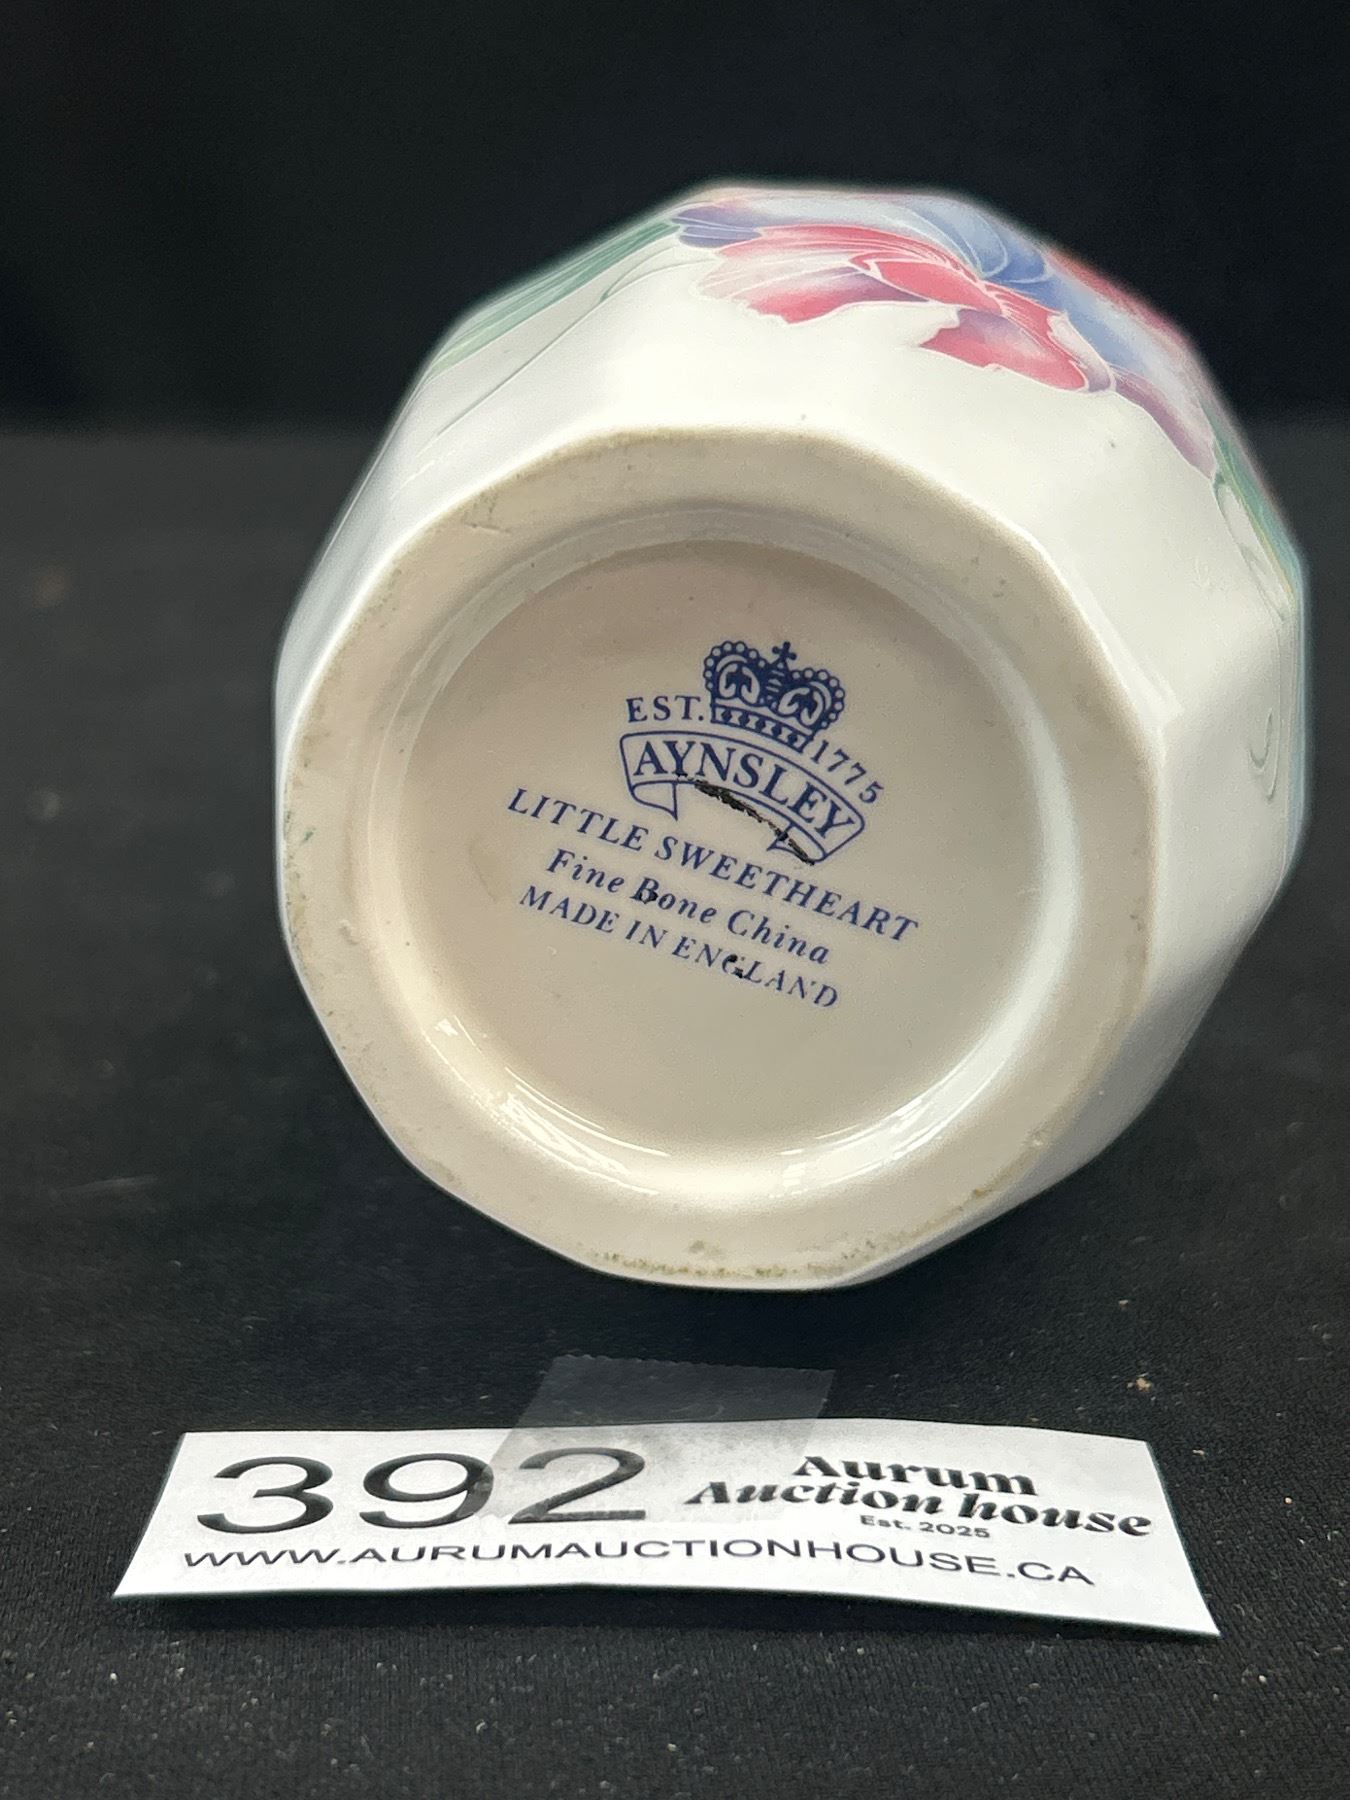 EST. 1775
AYNSLEY
LITTLE SWEETHEART
Fine Bone China
MADE IN ENGLAND
392
Aurum
Auction house
Est. 2025
WWW.AURUMAUCTIONHOUSE.CA